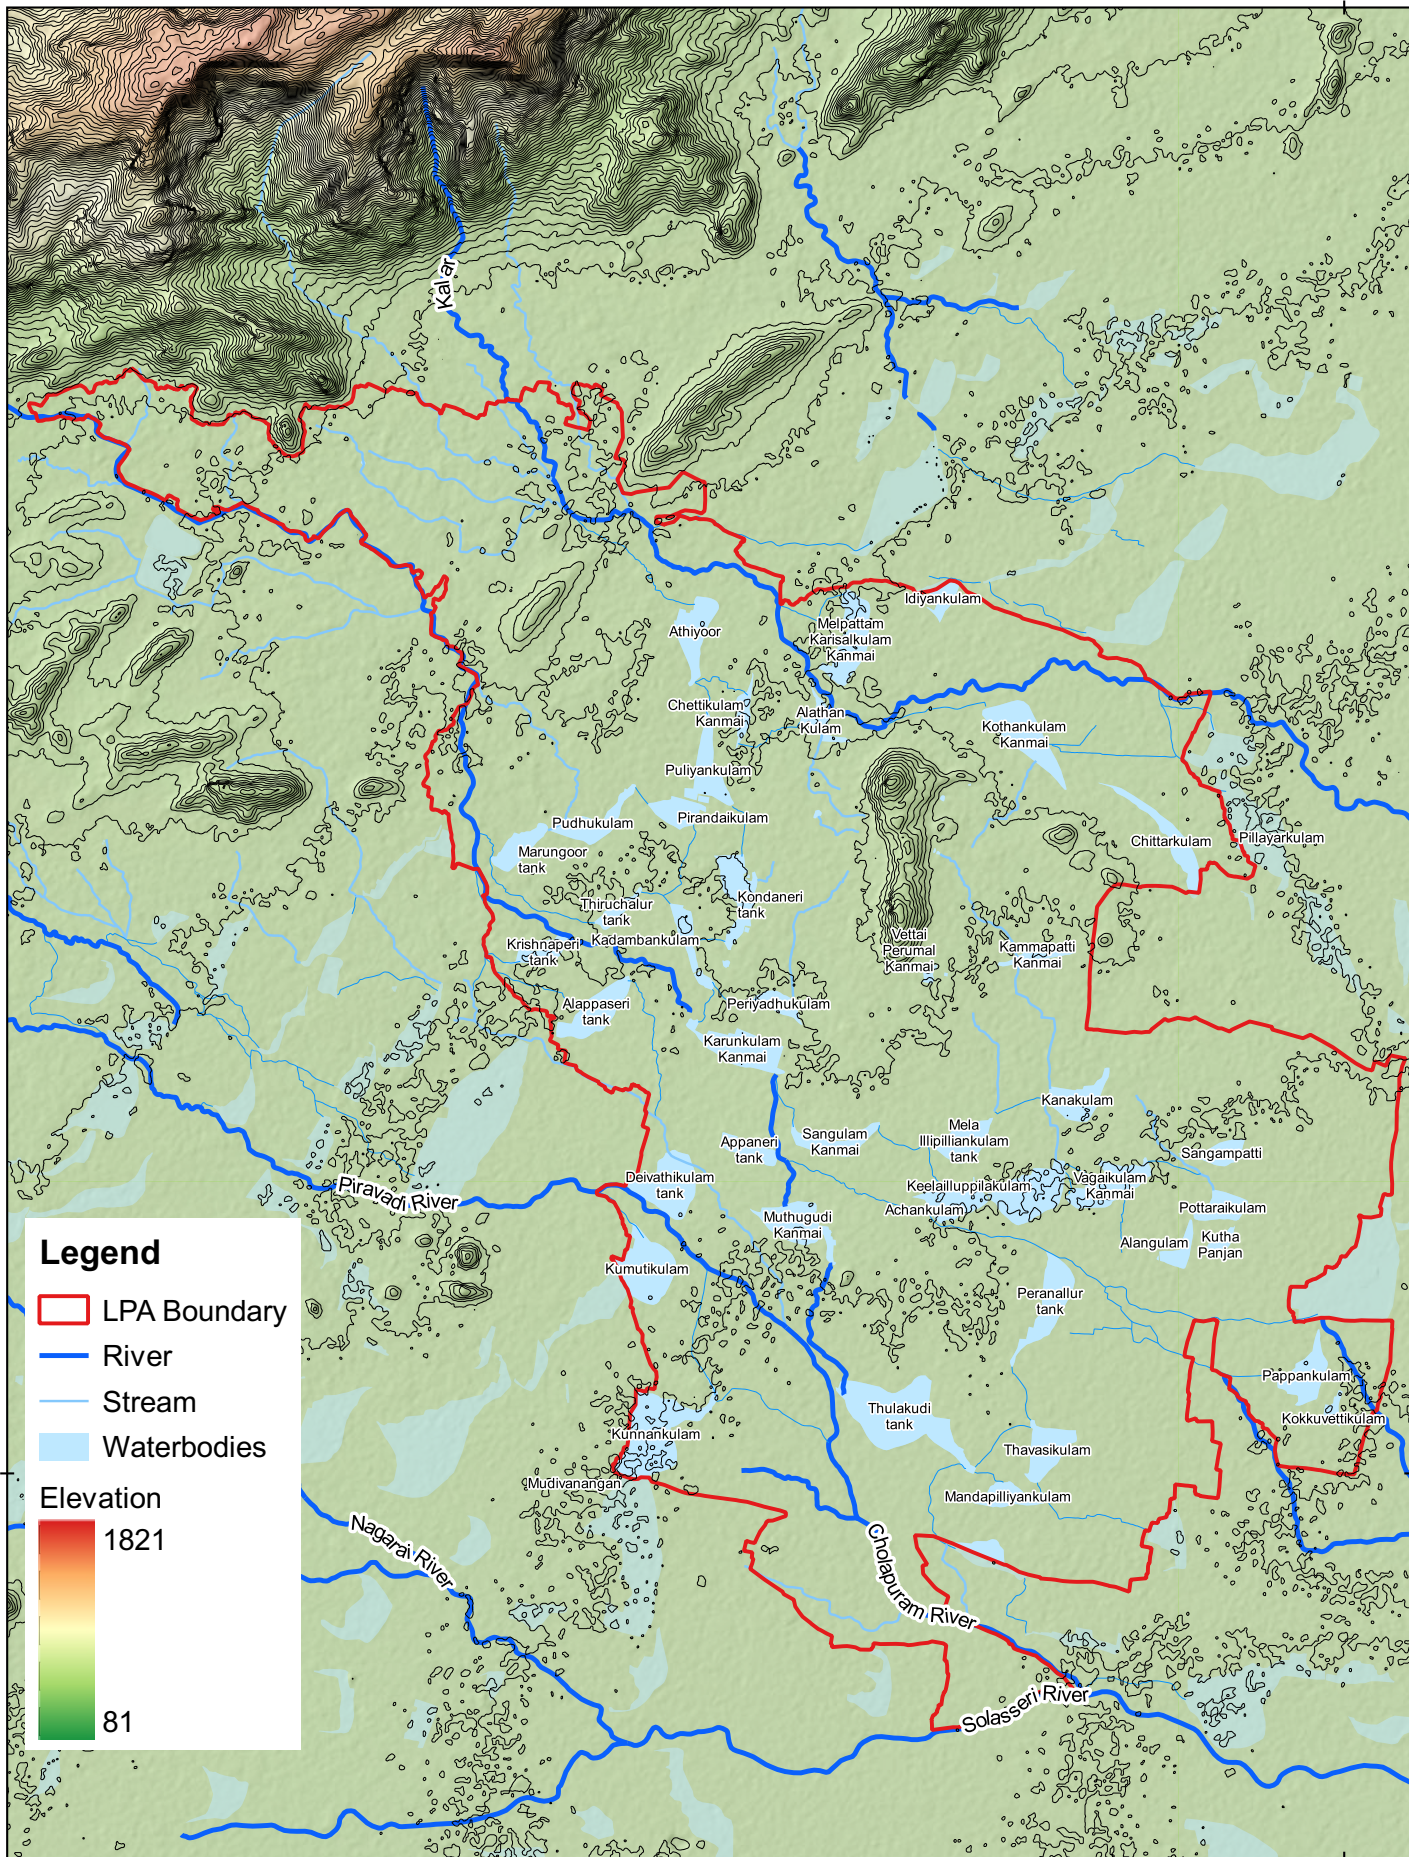 Kal ar
Idiyankulam
Athiyoor
Melpattam
Karisalkulam
Kanmai
Chettikulam
Kanmai
Alathan
Kulam
Kothankulam
Kanmai
Puliyankulam
Pudhukulam
Pirandaikulam
Chittarkulam
Pillayarkulam
Marungoor
tank
Thiruchalur
tank
Kondaneri
tank
Krishnaperi
tank
Kadambankulam
Vettai
Perumal
Kanmai
Kammapatti
Kanmai
Alappaseri
tank
Periyadhukulam
Karunkulam
Kanmai
Kanakulam
Appaneri
tank
Sangulam
Kanmai
Mela
Illipilliankulam
tank
Sangampatti
Deivathikulam
tank
Keelailluppilakulam
Vagaikulam
Kanmai
Piravadi River
Achankulam
Pottaraikulam
Muthugudi
Kanmai
Alangulam
Kutha
Panjan
Kumutikulam
Peranallur
tank
Pappankulam
Thulakudi
tank
Kokkuvettikulam
Kunnankulam
Thavasikulam
Mudivanangan
Mandapilliyankulam
Nagarai River
Cholapuram River
Solasseri River
Legend
LPA Boundary
River
Stream
Waterbodies
Elevation
1821
81